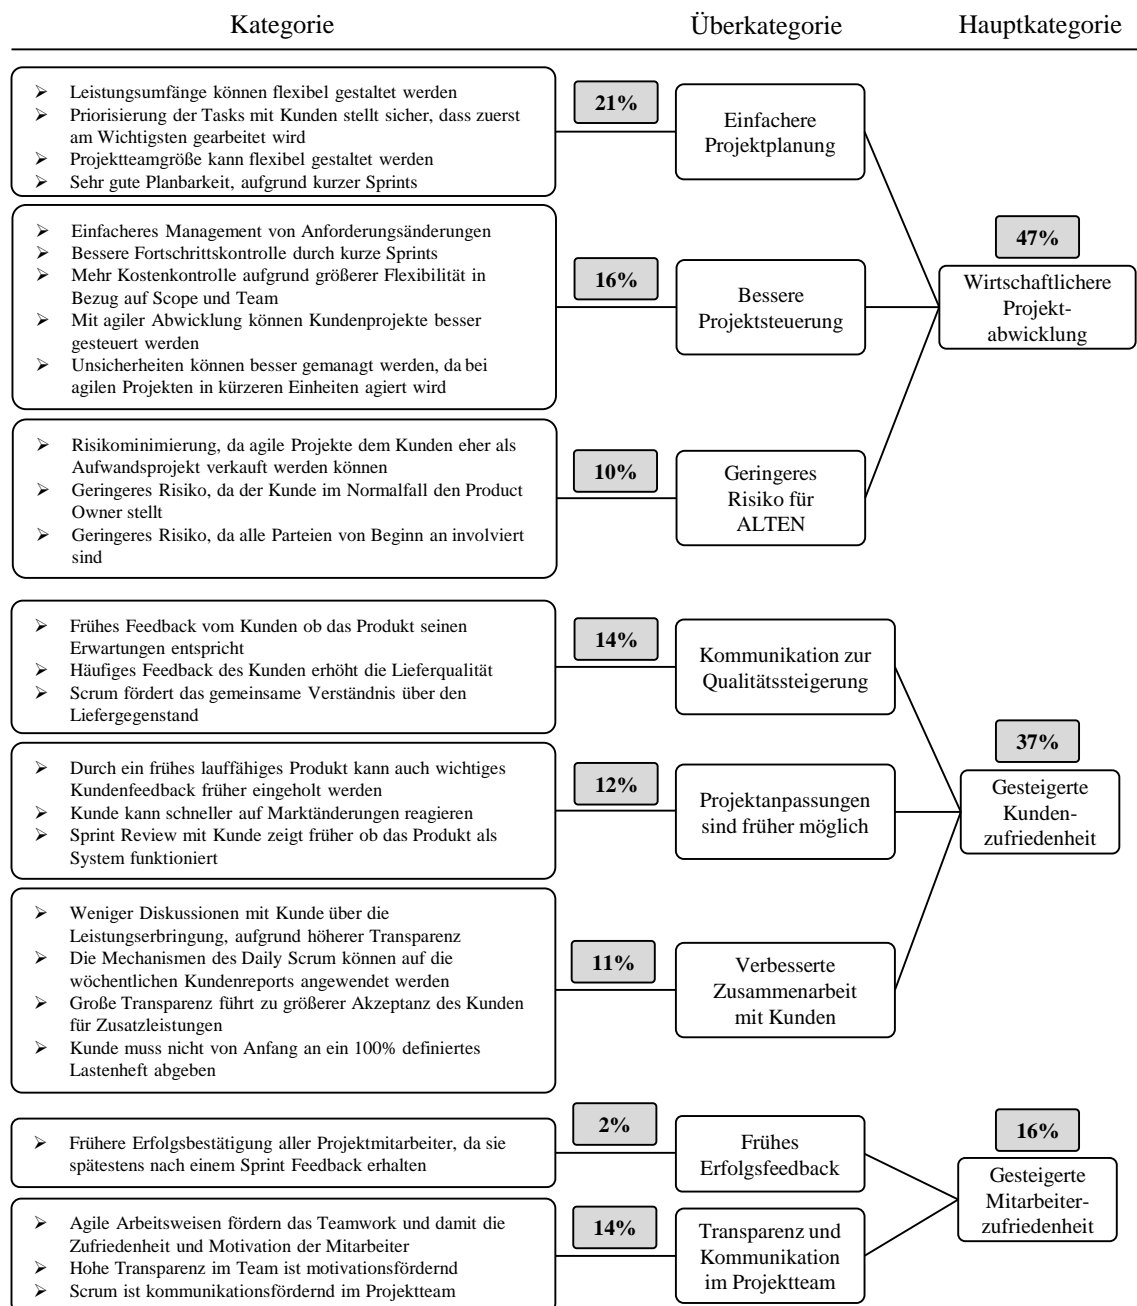 Kategorie
Überkategorie
Hauptkategorie
➢ Leistungsumfänge können flexibel gestaltet werden
➢ Priorisierung der Tasks mit Kunden stellt sicher, dass zuerst
am Wichtigsten gearbeitet wird
➢ Projektteamgröße kann flexibel gestaltet werden
➢ Sehr gute Planbarkeit, aufgrund kurzer Sprints
21%
Einfachere
Projektplanung
➢ Einfacheres Management von Anforderungsänderungen
➢ Bessere Fortschrittskontrolle durch kurze Sprints
➢ Mehr Kostenkontrolle aufgrund größerer Flexibilität in
Bezug auf Scope und Team
➢ Mit agiler Abwicklung können Kundenprojekte besser
gesteuert werden
➢ Unsicherheiten können besser gemanagt werden, da bei
agilen Projekten in kürzeren Einheiten agiert wird
16%
Bessere
Projektsteuerung
47%
Wirtschaftlichere
Projekt-
abwicklung
➢ Risikominimierung, da agile Projekte dem Kunden eher als
Aufwandsprojekt verkauft werden können
➢ Geringeres Risiko, da der Kunde im Normalfall den Product
Owner stellt
➢ Geringeres Risiko, da alle Parteien von Beginn an involviert
sind
10%
Geringeres
Risiko für
ALTEN
➢ Frühes Feedback vom Kunden ob das Produkt seinen
Erwartungen entspricht
➢ Häufiges Feedback des Kunden erhöht die Lieferqualität
➢ Scrum fördert das gemeinsame Verständnis über den
Liefergegenstand
14%
Kommunikation zur
Qualitätssteigerung
➢ Durch ein frühes lauffähiges Produkt kann auch wichtiges
Kundenfeedback früher eingeholt werden
➢ Kunde kann schneller auf Marktänderungen reagieren
➢ Sprint Review mit Kunde zeigt früher ob das Produkt als
System funktioniert
12%
Projektanpassungen
sind früher möglich
37%
Gesteigerte
Kunden-
zufriedenheit
➢ Weniger Diskussionen mit Kunde über die
Leistungserbringung, aufgrund höherer Transparenz
➢ Die Mechanismen des Daily Scrum können auf die
wöchentlichen Kundenreports angewendet werden
➢ Große Transparenz führt zu größerer Akzeptanz des Kunden
für Zusatzleistungen
➢ Kunde muss nicht von Anfang an ein 100% definiertes
Lastenheft abgeben
11%
Verbesserte
Zusammenarbeit
mit Kunden
➢ Frühere Erfolgsbestätigung aller Projektmitarbeiter, da sie
spätestens nach einem Sprint Feedback erhalten
2%
Frühes
Erfolgsfeedback
16%
Gesteigerte
Mitarbeiter-
zufriedenheit
➢ Agile Arbeitsweisen fördern das Teamwork und damit die
Zufriedenheit und Motivation der Mitarbeiter
➢ Hohe Transparenz im Team ist motivationsfördernd
➢ Scrum ist kommunikationsfördernd im Projektteam
14%
Transparenz und
Kommunikation
im Projektteam